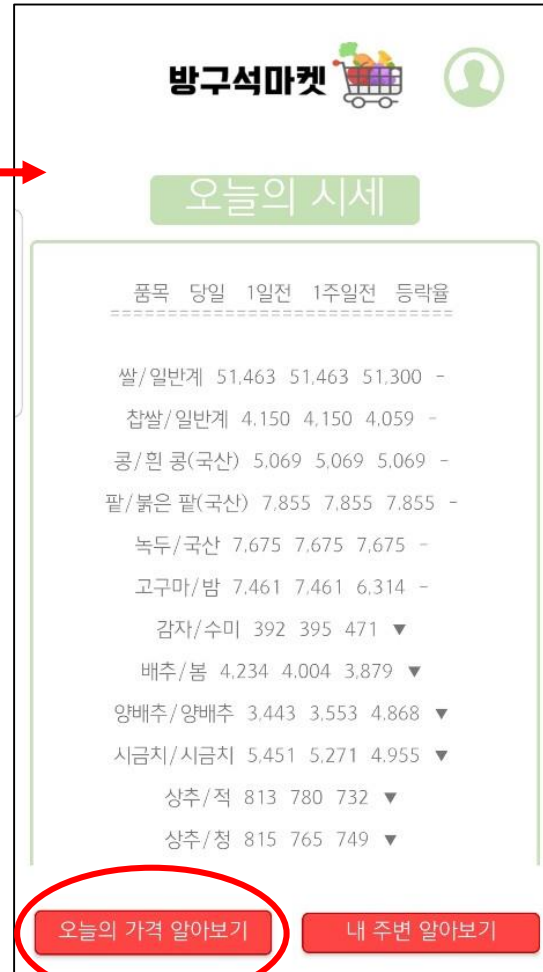 방구석마켓
오늘의 시세
품목 당일 1일전 1주일전 등락율
===================================
쌀/일반계 51,463 51,463 51,300 -
찹쌀/일반계 4,150 4,150 4,059 -
콩/흰 콩(국산) 5,069 5,069 5,069 -
팥/붉은 팥(국산) 7,855 7,855 7,855 -
녹두/국산 7,675 7,675 7,675 -
고구마/밤 7,461 7,461 6,314 -
감자/수미 392 395 471 ▼
배추/봄 4,234 4,004 3,879 ▼
양배추/양배추 3,443 3,553 4,868 ▼
시금치/시금치 5,451 5,271 4,955 ▼
상추/적 813 780 732 ▼
상추/청 815 765 749 ▼
오늘의 가격 알아보기 내 주변 알아보기